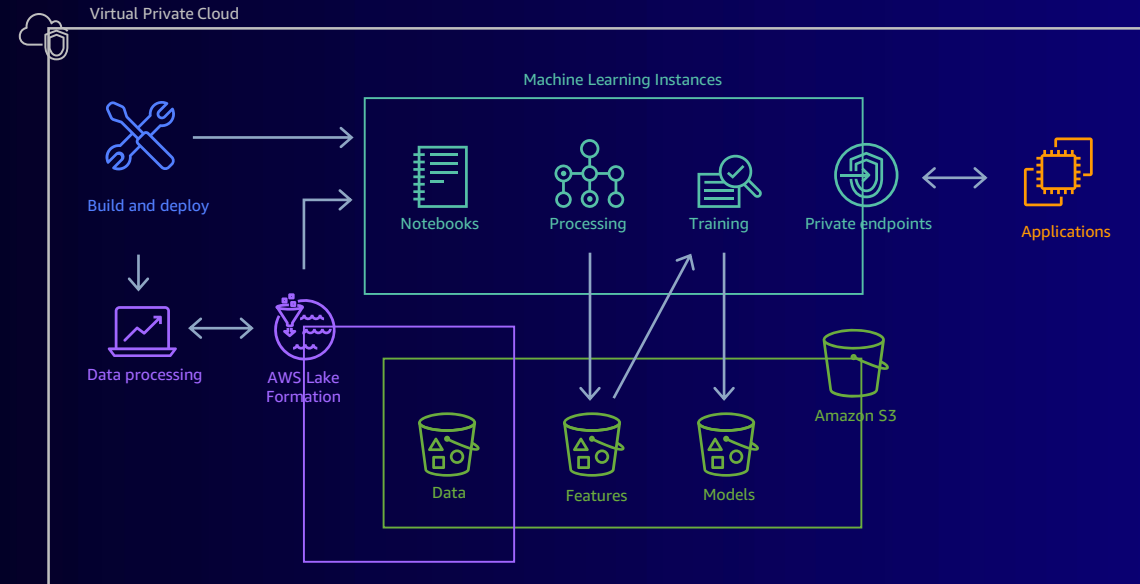 Virtual Private Cloud
Machine Learning Instances
Build and deploy
Notebooks
Processing
Training
Private endpoints
Applications
Data processing
AWS Lake
Formation
Amazon S3
Data
Features
Models